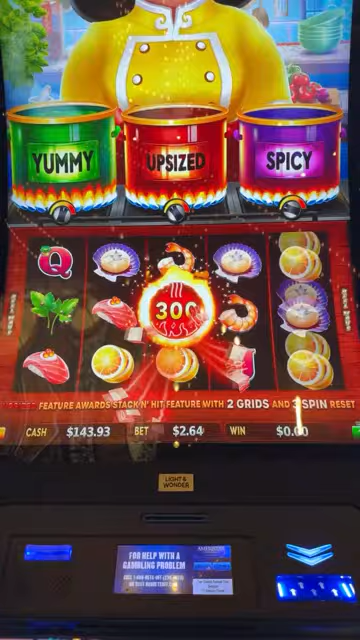 YUMMY
UPSIZED
SPICY
Q
300
FEATURE AWARDS STACK N' HIT FEATURE WITH 2 GRIDS AND 3 SPIN RESET
CASH $143.93 BET $2.64 WIN $0.00
LIGHT & WONDER
FOR HELP WITH A
GAMBLING PROBLEM